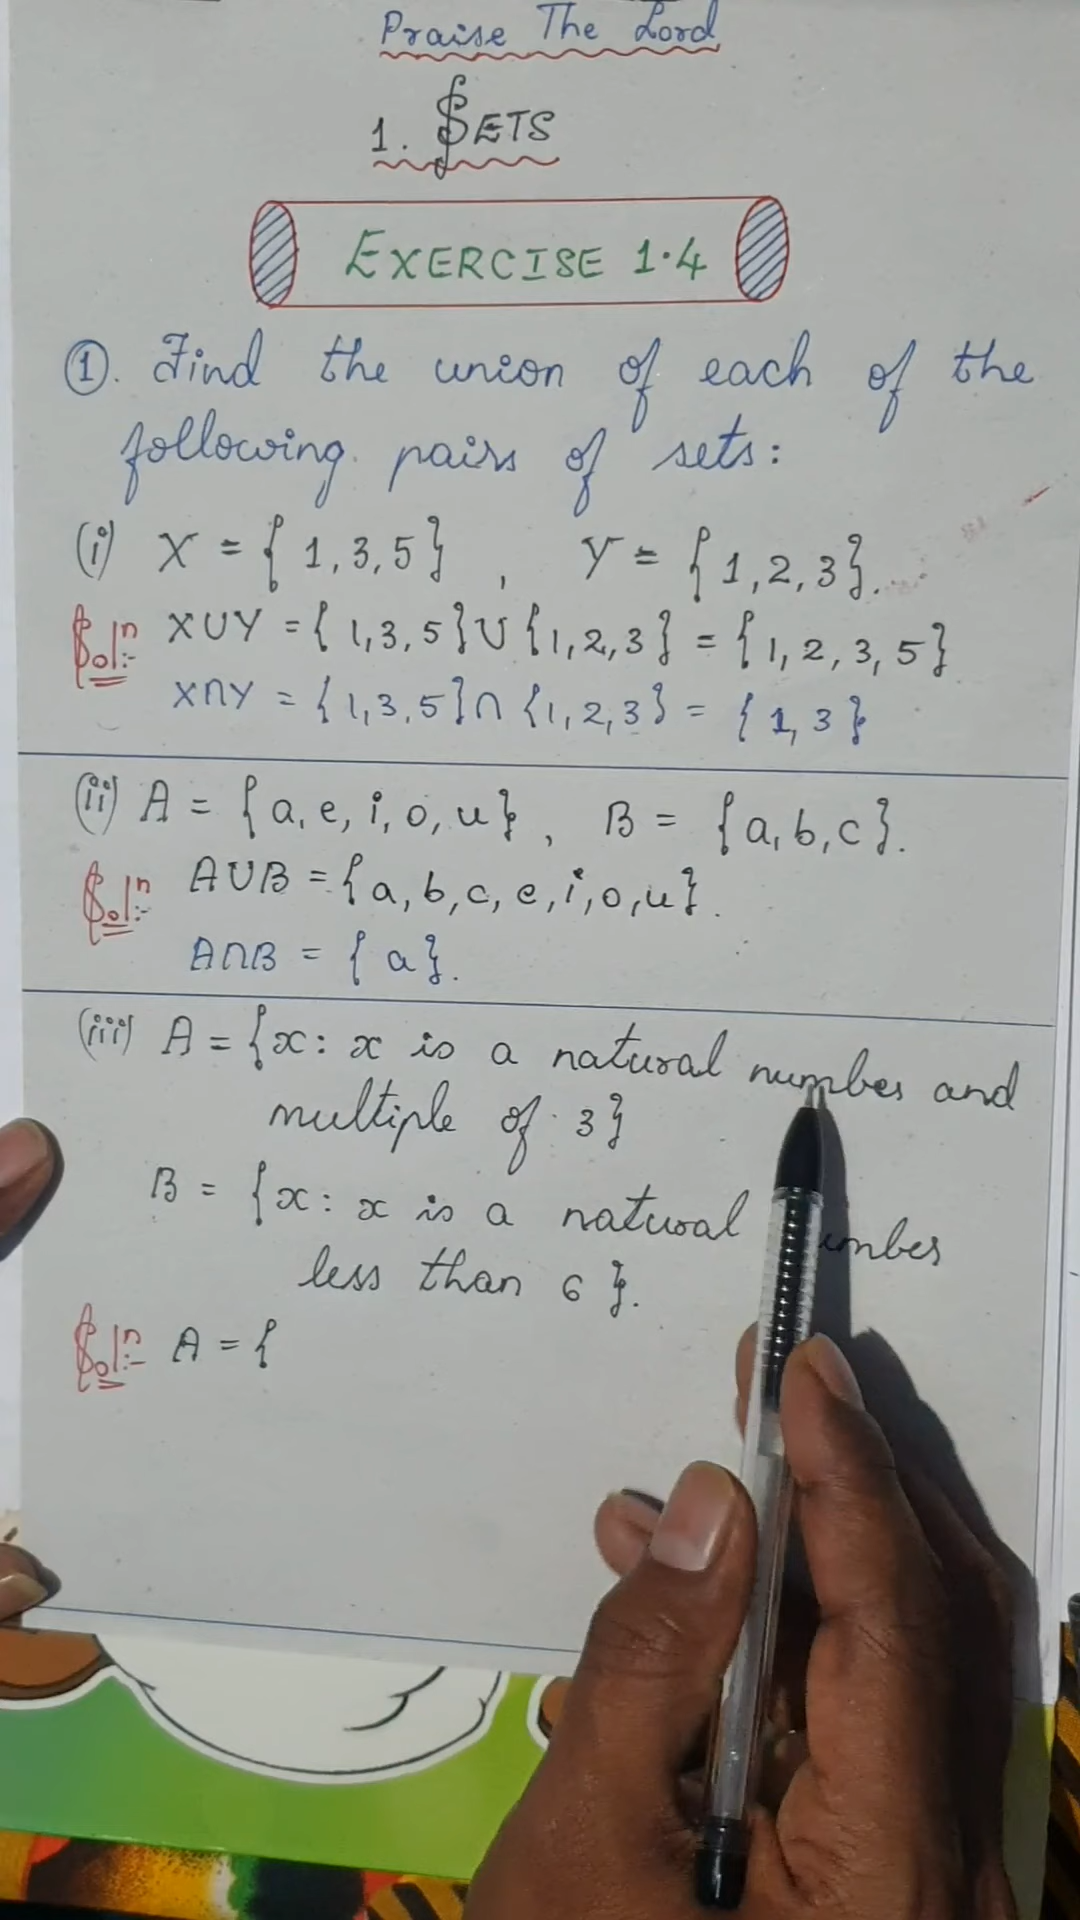 Praise The Lord
1. SETS
EXERCISE 1.4
①. Find the union of each of the
following pairs of sets:
(i) X = { 1,3,5} , Y = {1,2,3}.
Solⁿ:- XUY = { 1,3,5}U{1,2,3} = {1,2,3,5}
X∩Y = {1,3,5}∩{1,2,3} = {1,3}
(ii) A = {a,e,i,o,u}, B = {a,b,c}.
Solⁿ:- AUB = {a,b,c,e,i,o,u}.
A∩B = {a}.
(iii) A = {x: x is a natural number and
multiple of 3}
B = {x: x is a natural
less than 6}.
Solⁿ:- A = {